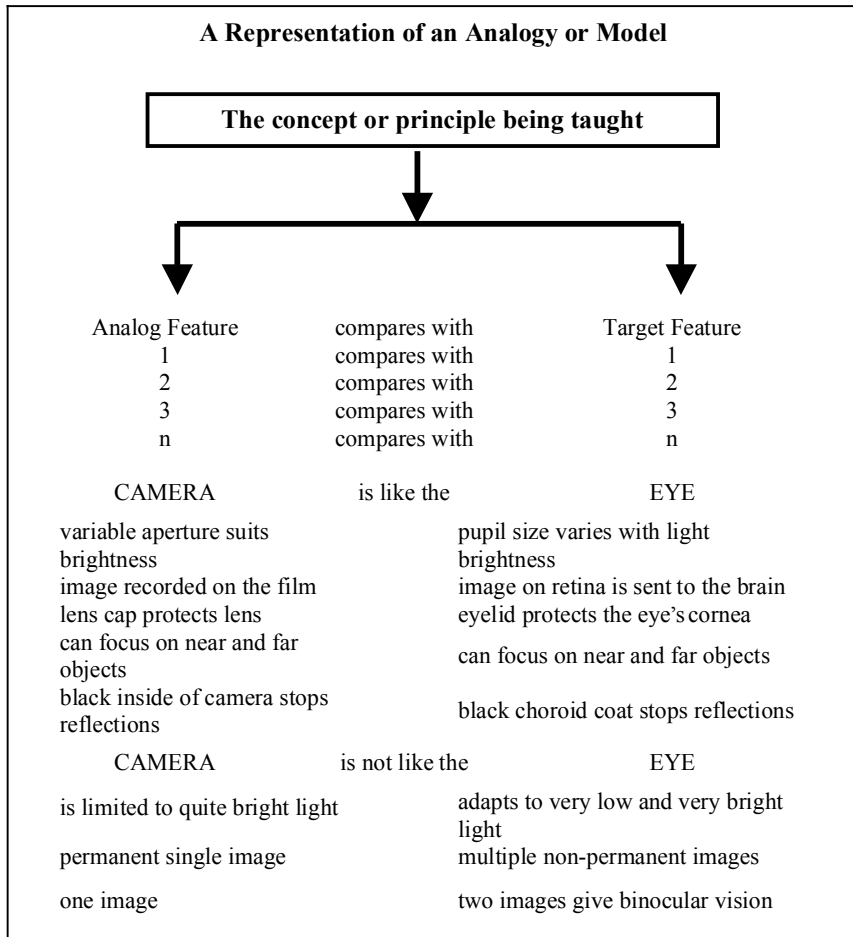 A Representation of an Analogy or Model
The concept or principle being taught
Analog Feature compares with Target Feature
1 compares with 1
2 compares with 2
3 compares with 3
n compares with n
CAMERA is like the EYE
variable aperture suits
brightness
pupil size varies with light
brightness
image recorded on the film
image on retina is sent to the brain
lens cap protects lens
eyelid protects the eye's cornea
can focus on near and far
objects
can focus on near and far objects
black inside of camera stops
reflections
black choroid coat stops reflections
CAMERA is not like the EYE
is limited to quite bright light
adapts to very low and very bright
light
permanent single image
multiple non-permanent images
one image
two images give binocular vision